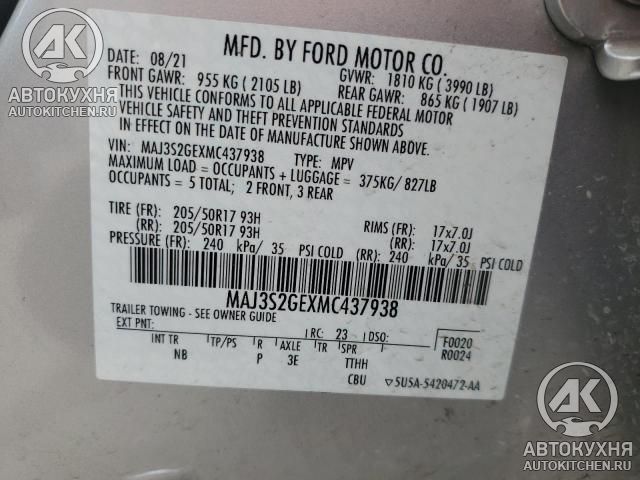 MFD. BY FORD MOTOR CO.
DATE: 08/21
GVWR: 1810 KG ( 3990 LB)
FRONT GAWR: 955 KG ( 2105 LB)
REAR GAWR: 865 KG ( 1907 LB)
THIS VEHICLE CONFORMS TO ALL APPLICABLE FEDERAL MOTOR
VEHICLE SAFETY AND THEFT PREVENTION STANDARDS
IN EFFECT ON THE DATE OF MANUFACTURE SHOWN ABOVE.
VIN: MAJ3S2GEXMC437938 TYPE: MPV
MAXIMUM LOAD = OCCUPANTS + LUGGAGE = 375KG/ 827LB
OCCUPANTS = 5 TOTAL; 2 FRONT, 3 REAR
TIRE (FR): 205/50R17 93H RIMS (FR): 17x7.0J
(RR): 205/50R17 93H (RR): 17x7.0J
PRESSURE (FR): 240 kPa/ 35 PSI COLD (RR): 240 kPa/ 35 PSI COLD
MAJ3S2GEXMC437938
TRAILER TOWING - SEE OWNER GUIDE
EXT PNT: RC: 23 DSO: F0020
R0024
INT TR TP/PS R AXLE TR SPR
NB P 3E TTHH
CBU
5U5A-5420472-AA
AK
АВТОКУХНЯ
AUTOKITCHEN.RU
AK
АВТОКУХНЯ
AUTOKITCHEN.RU